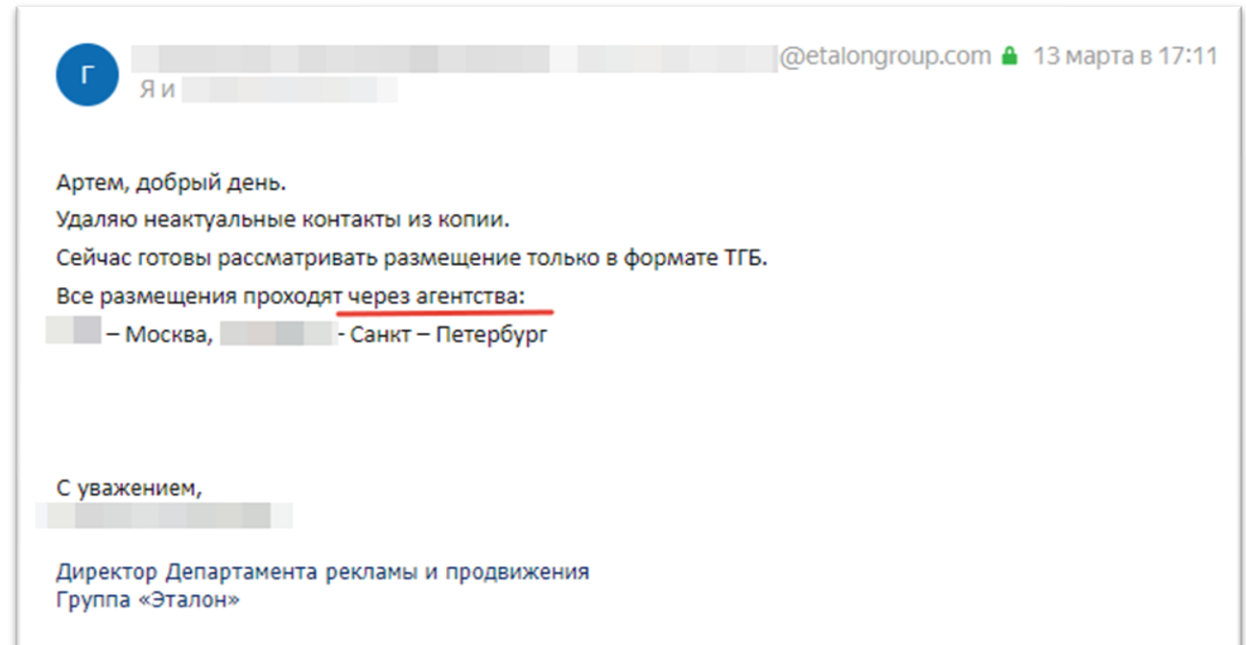 Г
@etalongroup.com 13 марта в 17:11
Я и
Артем, добрый день.
Удаляю неактуальные контакты из копии.
Сейчас готовы рассматривать размещение только в формате ТГБ.
Все размещения проходят через агентства:
– Москва, - Санкт – Петербург
С уважением,
Директор Департамента рекламы и продвижения
Группа «Эталон»